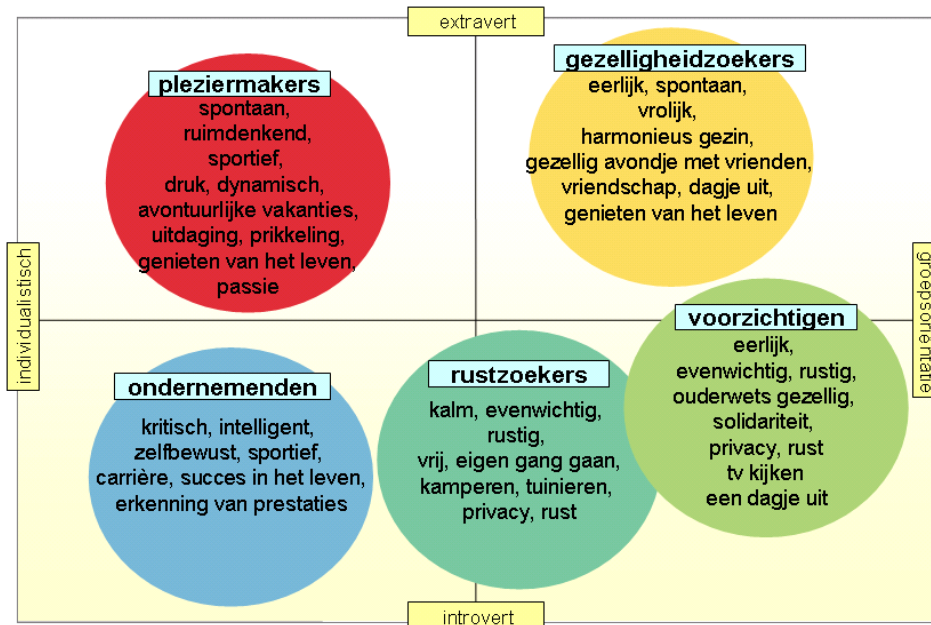 extravert
pleziermakers
spontaan,
ruimdenkend,
sportief,
druk, dynamisch,
avontuurlijke vakanties,
uitdaging, prikkeling,
genieten van het leven,
passie
gezelligheidzoekers
eerlijk, spontaan,
vrolijk,
harmonieus gezin,
gezellig avondje met vrienden,
vriendschap, dagje uit,
genieten van het leven
individualistisch
groepsorientatie
ondernemenden
kritisch, intelligent,
zelfbewust, sportief,
carrière, succes in het leven,
erkenning van prestaties
rustzoekers
kalm, evenwichtig,
rustig,
vrij, eigen gang gaan,
kamperen, tuinieren,
privacy, rust
voorzichtigen
eerlijk,
evenwichtig, rustig,
ouderwets gezellig,
solidariteit,
privacy, rust
tv kijken
een dagje uit
introvert